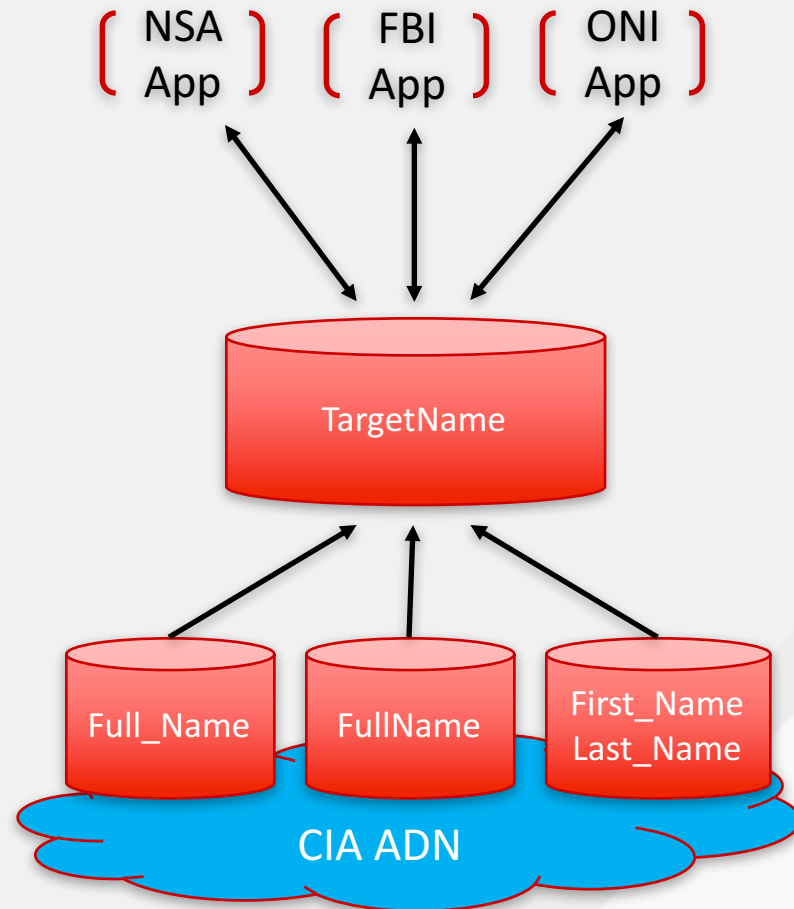 NSA
App
FBI
App
ONI
App
TargetName
Full_Name
FullName
First_Name
Last_Name
CIA ADN